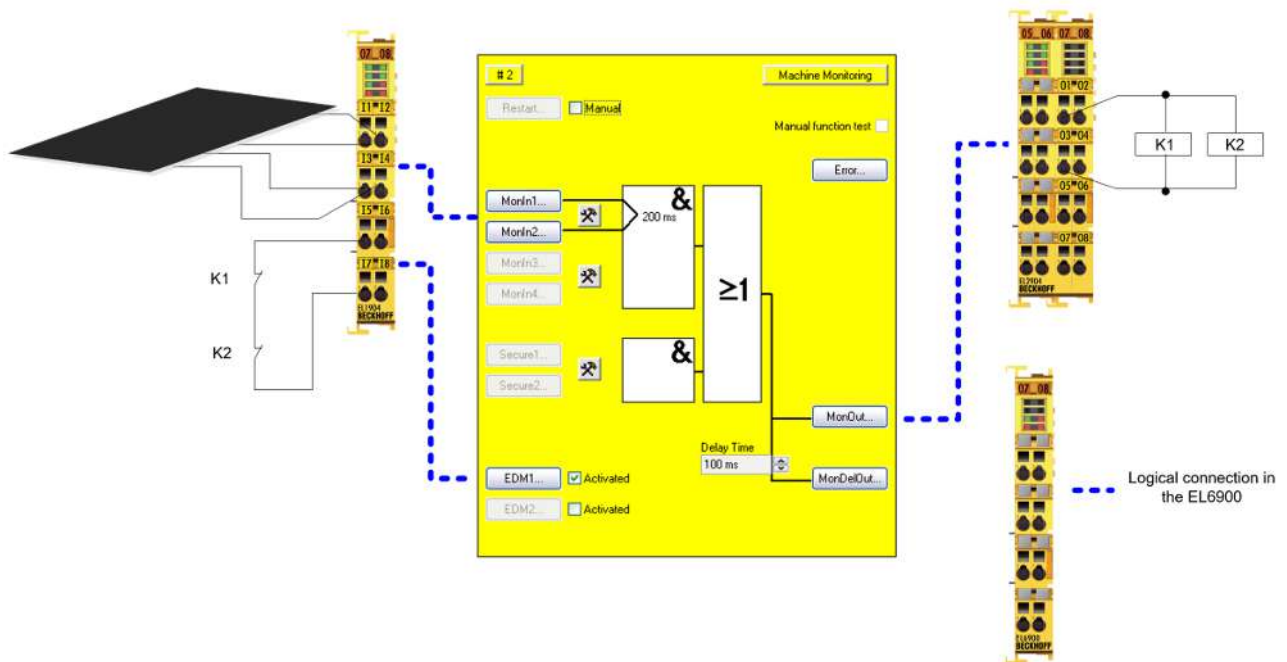 07_08
I1 I2
I3 I4
I5 I6
I7 I8
EL1904
BECKHOFF
K1
K2
# 2
Machine Monitoring
Restart...
Manual
Manual function test
Error...
MonIn1...
MonIn2...
MonIn3...
MonIn4...
&
200 ms
≥1
Secure1...
Secure2...
&
MonOut...
Delay Time
100 ms
MonDelOut...
EDM1...
Activated
EDM2...
Activated
05_06 07_08
01 02
03 04
05 06
07 08
EL2904
BECKHOFF
K1
K2
07_08
EL6900
BECKHOFF
Logical connection in
the EL6900